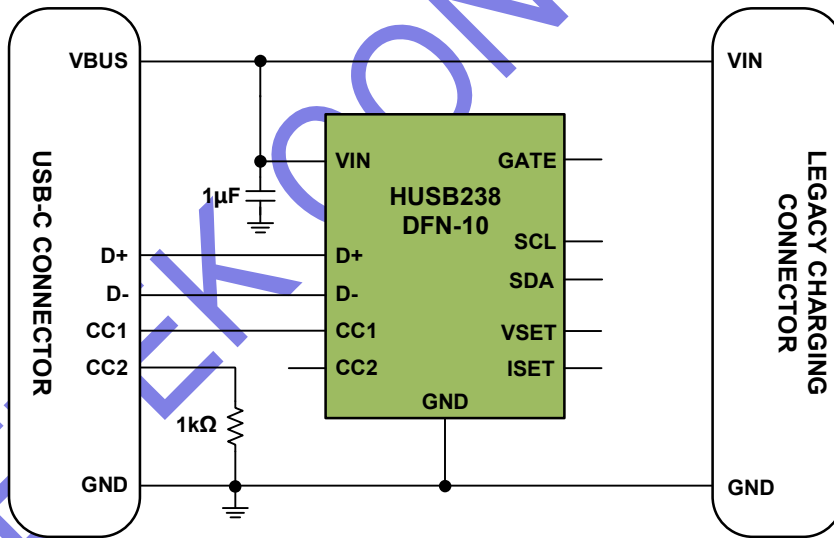 USB-C CONNECTOR
VBUS
D+
D-
CC1
CC2
GND
1µF
1kΩ
VIN
D+
D-
CC1
CC2
HUSB238
DFN-10
GND
GATE
SCL
SDA
VSET
ISET
VIN
GND
LEGACY CHARGING
CONNECTOR